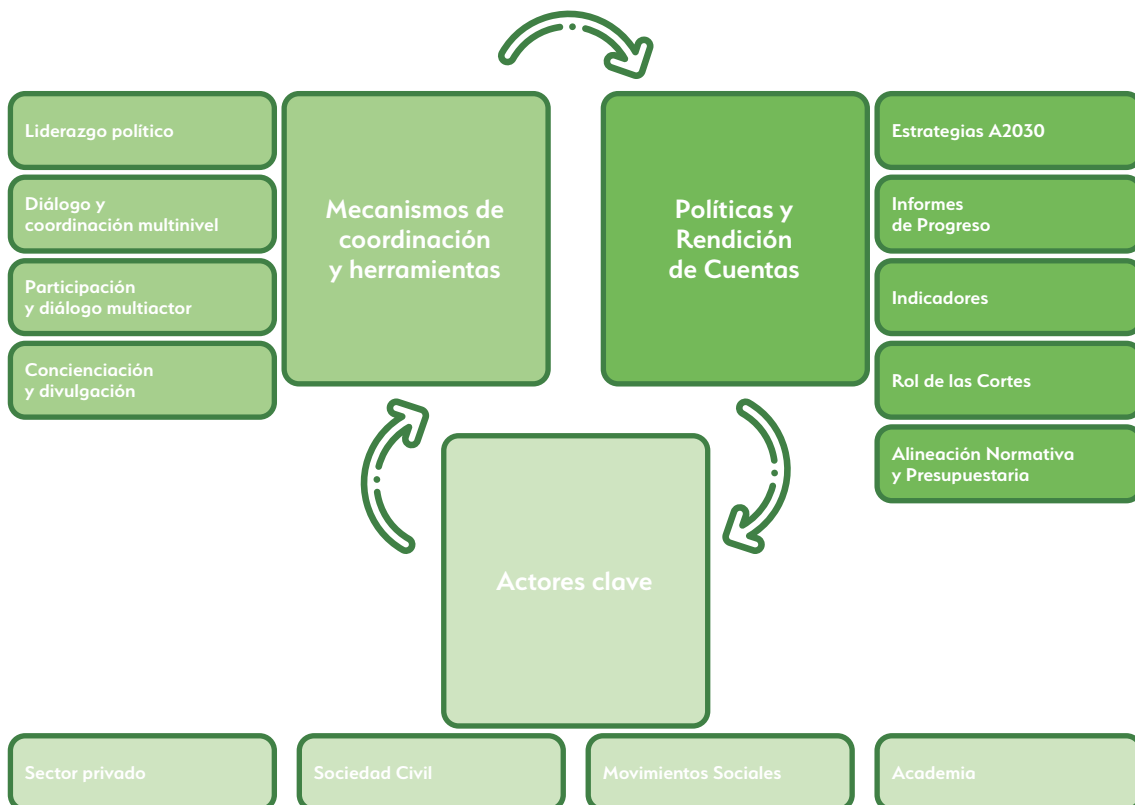 Liderazgo político
Diálogo y
coordinación multinivel
Participación
y diálogo multiactor
Concienciación
y divulgación
Mecanismos de
coordinación
y herramientas
Políticas y
Rendición
de Cuentas
Estrategias A2030
Informes
de Progreso
Indicadores
Rol de las Cortes
Alineación Normativa
y Presupuestaria
Actores clave
Sector privado
Sociedad Civil
Movimientos Sociales
Academia